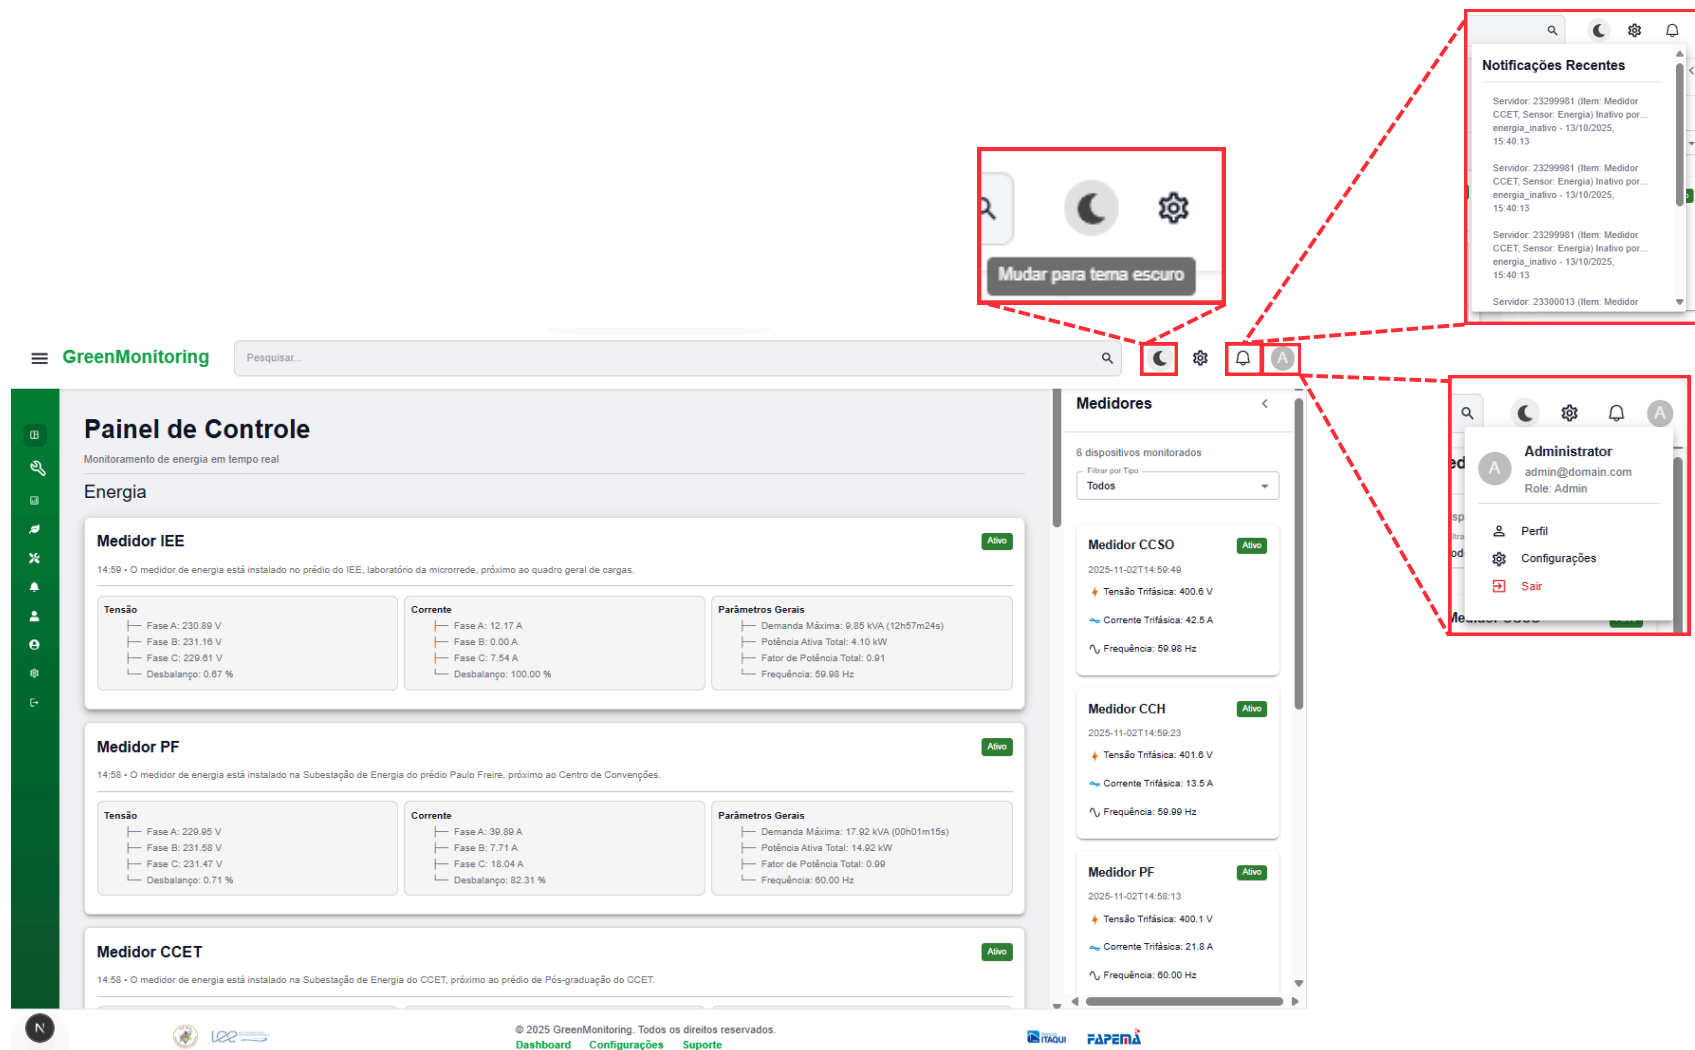 Notificações Recentes
Servidor: 23299981 (Item: Medidor
CCET, Sensor: Energia) Inativo por...
energia_inativo - 13/10/2025,
15:40:13
Servidor: 23299981 (Item: Medidor
CCET, Sensor: Energia) Inativo por...
energia_inativo - 13/10/2025,
15:40:13
Servidor: 23299981 (Item: Medidor
CCET, Sensor: Energia) Inativo por...
energia_inativo - 13/10/2025,
15:40:13
Servidor: 23300013 (Item: Medidor
Mudar para tema escuro
GreenMonitoring
Pesquisar...
A
A
A
Administrator
admin@domain.com
Role: Admin
Perfil
Configurações
Sair
Painel de Controle
Monitoramento de energia em tempo real
Energia
Medidor IEE
Ativo
14:59 • O medidor de energia está instalado no prédio do IEE, laboratório da microrrede, próximo ao quadro geral de cargas.
Tensão
Fase A: 230.89 V
Fase B: 231.16 V
Fase C: 229.61 V
Desbalanço: 0.67 %
Corrente
Fase A: 12.17 A
Fase B: 0.00 A
Fase C: 7.54 A
Desbalanço: 100.00 %
Parâmetros Gerais
Demanda Máxima: 9.85 kVA (12h57m24s)
Potência Ativa Total: 4.10 kW
Fator de Potência Total: 0.91
Frequência: 59.98 Hz
Medidor PF
Ativo
14:58 • O medidor de energia está instalado na Subestação de Energia do prédio Paulo Freire, próximo ao Centro de Convenções.
Tensão
Fase A: 229.95 V
Fase B: 231.58 V
Fase C: 231.47 V
Desbalanço: 0.71 %
Corrente
Fase A: 39.89 A
Fase B: 7.71 A
Fase C: 18.04 A
Desbalanço: 82.31 %
Parâmetros Gerais
Demanda Máxima: 17.92 kVA (00h01m15s)
Potência Ativa Total: 14.92 kW
Fator de Potência Total: 0.99
Frequência: 60.00 Hz
Medidor CCET
Ativo
14:58 • O medidor de energia está instalado na Subestação de Energia do CCET, próximo ao prédio de Pós-graduação do CCET.
Medidores
6 dispositivos monitorados
Filtrar por Tipo
Todos
Medidor CCSO
Ativo
2025-11-02T14:59:49
Tensão Trifásica: 400.6 V
Corrente Trifásica: 42.5 A
Frequência: 59.98 Hz
Medidor CCH
Ativo
2025-11-02T14:59:23
Tensão Trifásica: 401.6 V
Corrente Trifásica: 13.5 A
Frequência: 59.99 Hz
Medidor PF
Ativo
2025-11-02T14:58:13
Tensão Trifásica: 400.1 V
Corrente Trifásica: 21.8 A
Frequência: 60.00 Hz
N
© 2025 GreenMonitoring. Todos os direitos reservados.
Dashboard Configurações Suporte
ITAQUI
FAPEMA